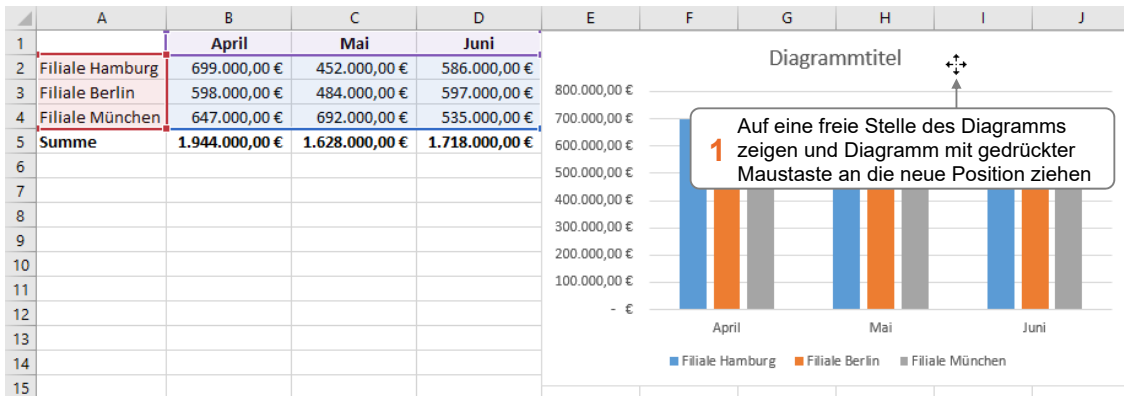 A B C D E F G H I J
1 April Mai Juni
2 Filiale Hamburg 699.000,00 € 452.000,00 € 586.000,00 €
3 Filiale Berlin 598.000,00 € 484.000,00 € 597.000,00 €
4 Filiale München 647.000,00 € 692.000,00 € 535.000,00 €
5 Summe 1.944.000,00 € 1.628.000,00 € 1.718.000,00 €
6
7
8
9
10
11
12
13
14
15
Diagrammtitel
800.000,00 €
700.000,00 €
600.000,00 €
500.000,00 €
400.000,00 €
300.000,00 €
200.000,00 €
100.000,00 €
- €
1 Auf eine freie Stelle des Diagramms
zeigen und Diagramm mit gedrückter
Maustaste an die neue Position ziehen
April Mai Juni
Filiale Hamburg Filiale Berlin Filiale München